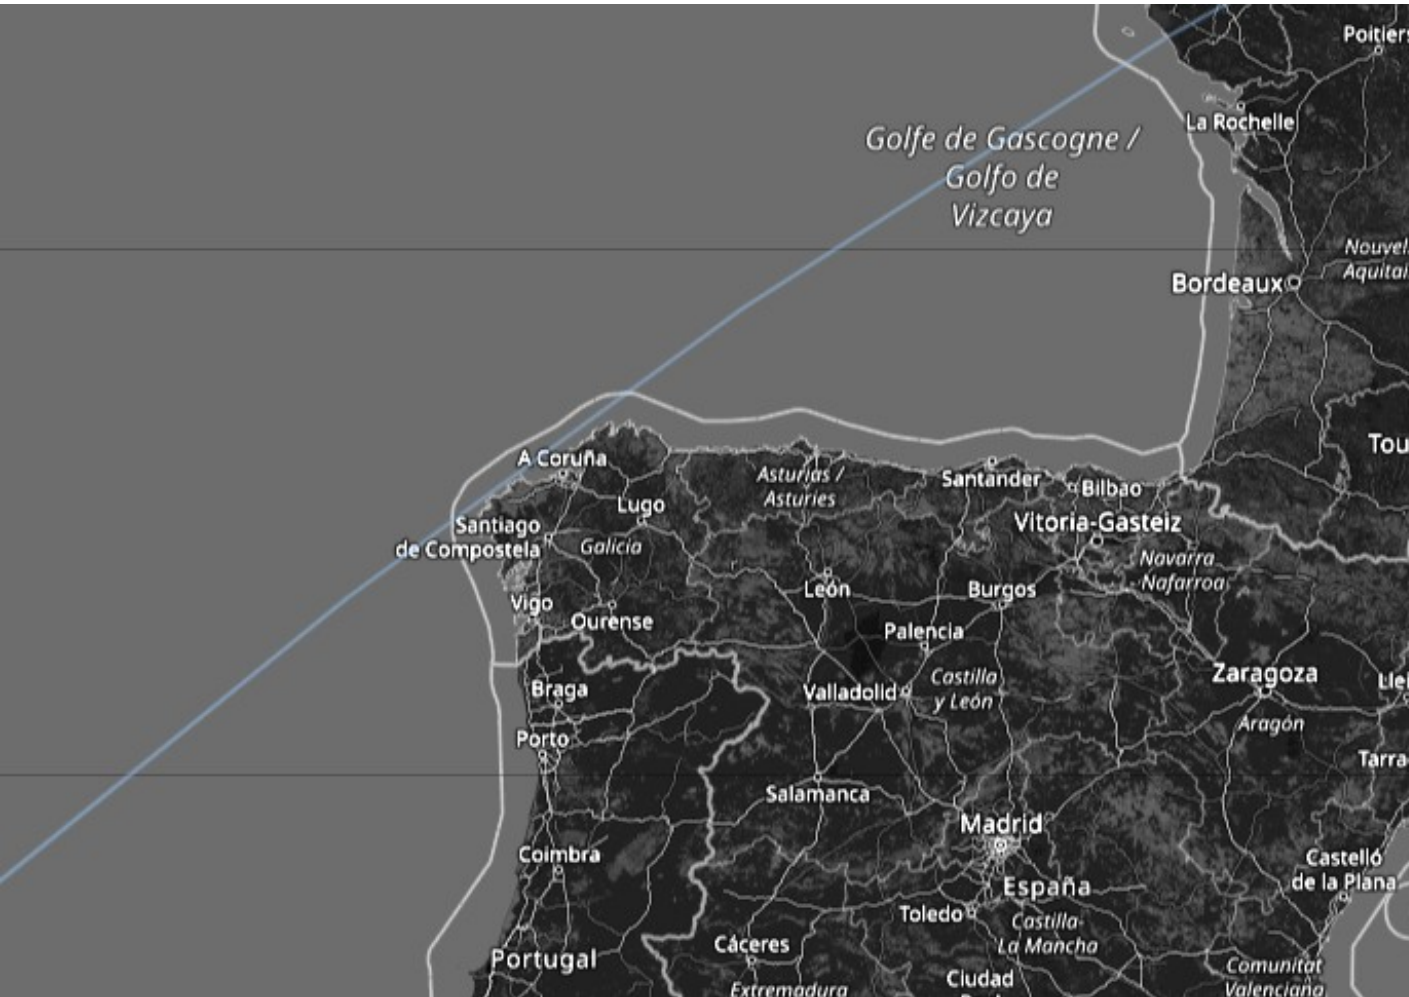 Poitiers
Golfe de Gascogne /
Golfo de
Vizcaya
La Rochelle
Nouvel
Aquitai
Bordeaux
Tou
A Coruña
Asturias /
Asturies
Santander
Bilbao
Lugo
Vitoria-Gasteiz
Santiago
de Compostela
Galicia
Navarra
- Nafarroa
León
Burgos
Vigo
Ourense
Palencia
Zaragoza
Castilla
y León
Braga
Valladolid
Llei
Aragón
Porto
Tarra
Salamanca
Madrid
Coimbra
Castelló
de la Plana
España
Toledo
Castilla-
La Mancha
Cáceres
Portugal
Comunitat
Valenciana
Ciudad
Extremadura